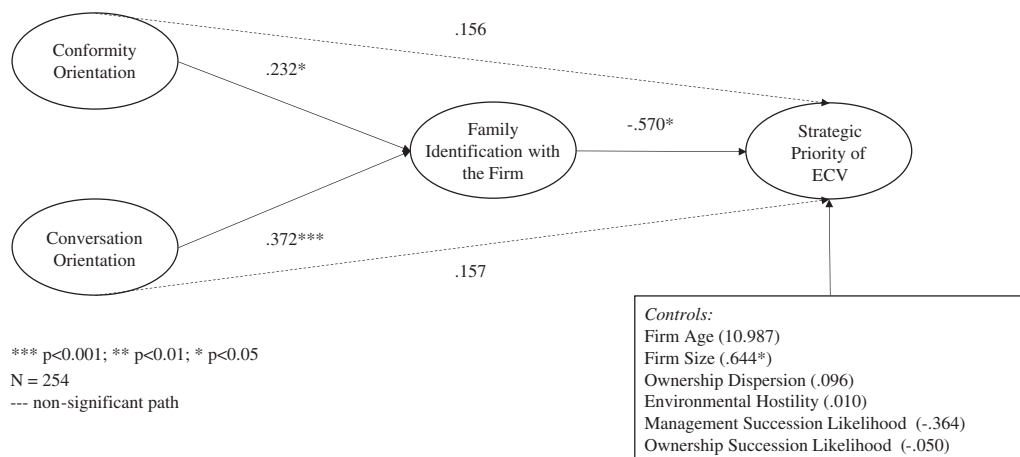 Conformity
Orientation
.156
.232*
Family
Identification with
the Firm
-.570*
Strategic
Priority of
ECV
Conversation
Orientation
.372***
.157
*** p<0.001; ** p<0.01; * p<0.05
N = 254
--- non-significant path
Controls:
Firm Age (10.987)
Firm Size (.644*)
Ownership Dispersion (.096)
Environmental Hostility (.010)
Management Succession Likelihood (-.364)
Ownership Succession Likelihood (-.050)